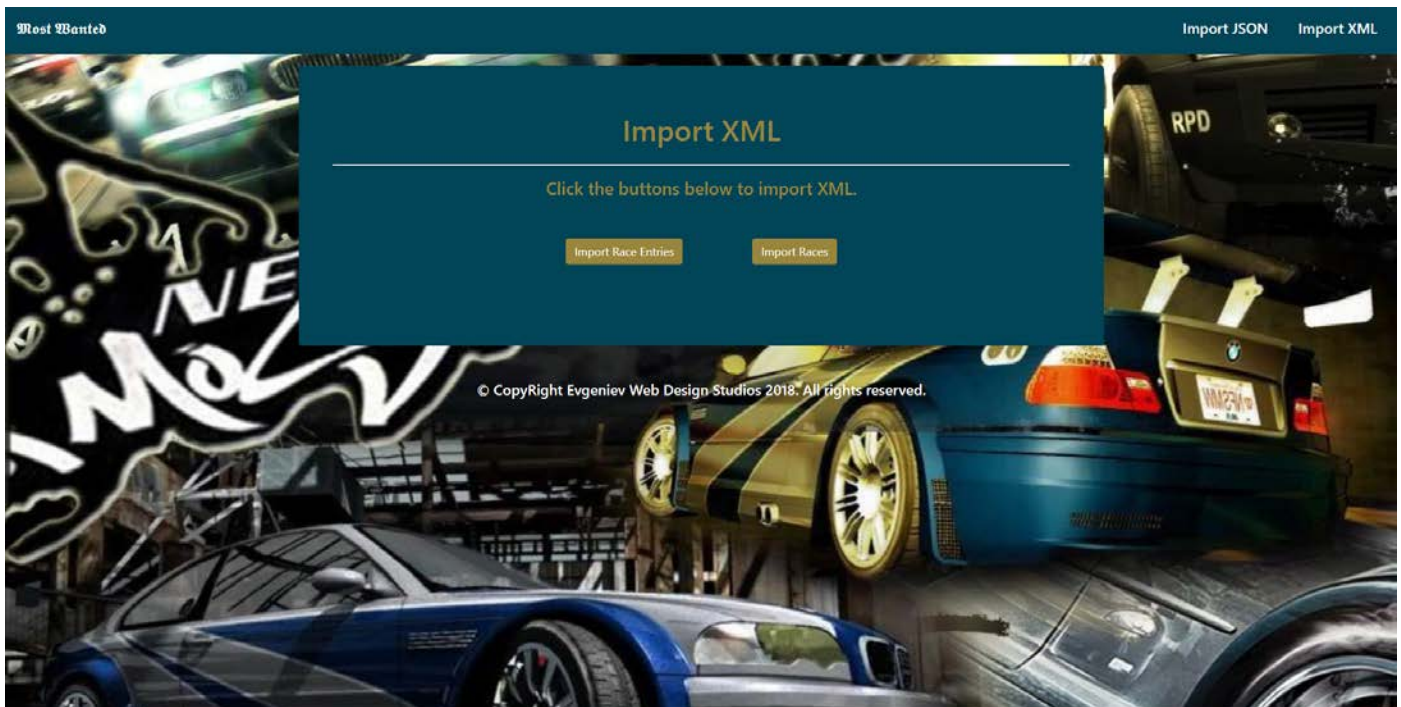 Most Wanted
Import JSON Import XML
Import XML
Click the buttons below to import XML.
Import Race Entries Import Races
© CopyRight Evgeniev Web Design Studios 2018. All rights reserved.
RPD